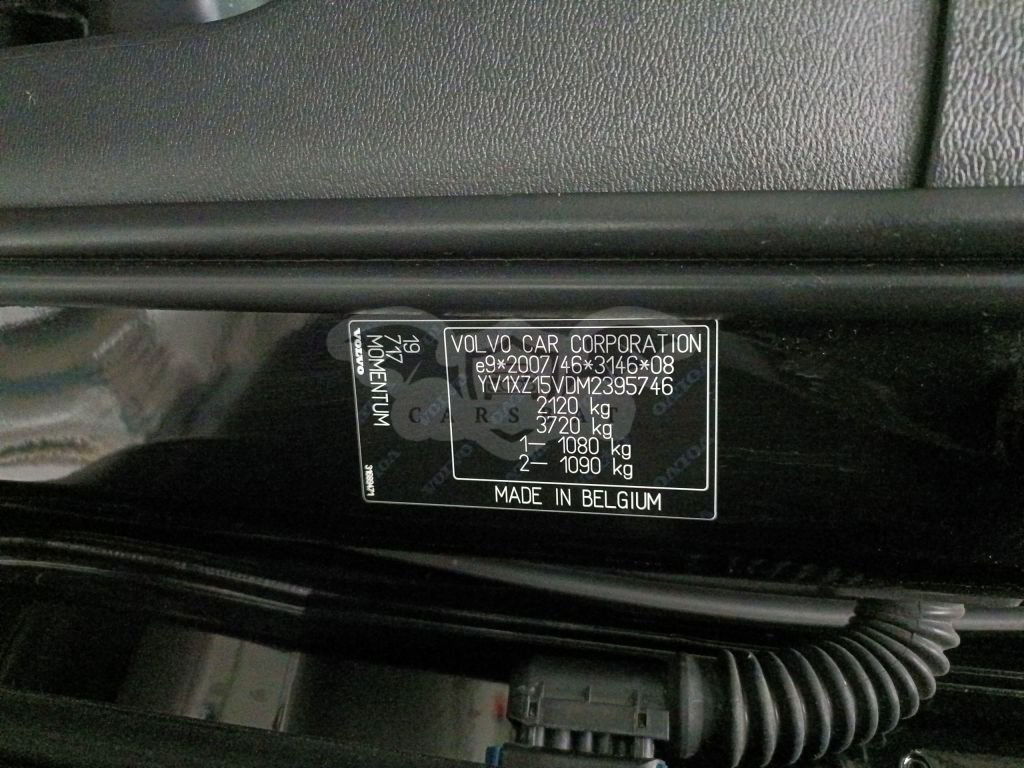 VOLVO CAR CORPORATION
e9*2007/46*3146*08
YV1XZ15VDM2395746
2120 kg
3720 kg
1— 1080 kg
2— 1090 kg
MADE IN BELGIUM
19
717
MOMENTUM
VOLVO